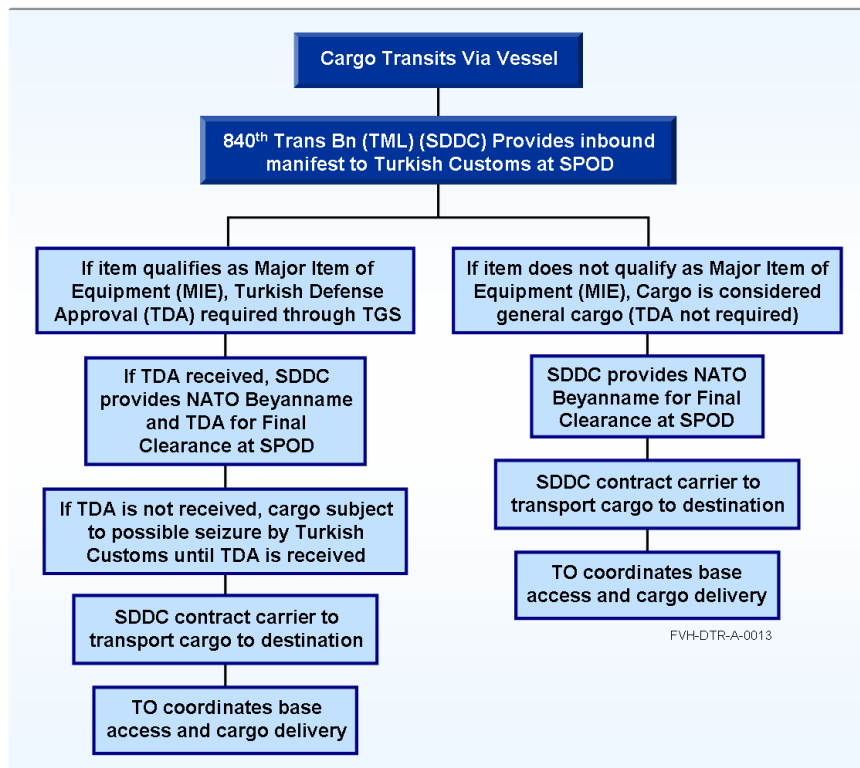 Cargo Transits Via Vessel
840th Trans Bn (TML) (SDDC) Provides inbound
manifest to Turkish Customs at SPOD
If item qualifies as Major Item of
Equipment (MIE), Turkish Defense
Approval (TDA) required through TGS
If TDA received, SDDC
provides NATO Beyanname
and TDA for Final
Clearance at SPOD
If TDA is not received, cargo subject
to possible seizure by Turkish
Customs until TDA is received
SDDC contract carrier to
transport cargo to destination
TO coordinates base
access and cargo delivery
If item does not qualify as Major Item of
Equipment (MIE), Cargo is considered
general cargo (TDA not required)
SDDC provides NATO
Beyanname for Final
Clearance at SPOD
SDDC contract carrier to
transport cargo to destination
TO coordinates base
access and cargo delivery
FVH-DTR-A-0013